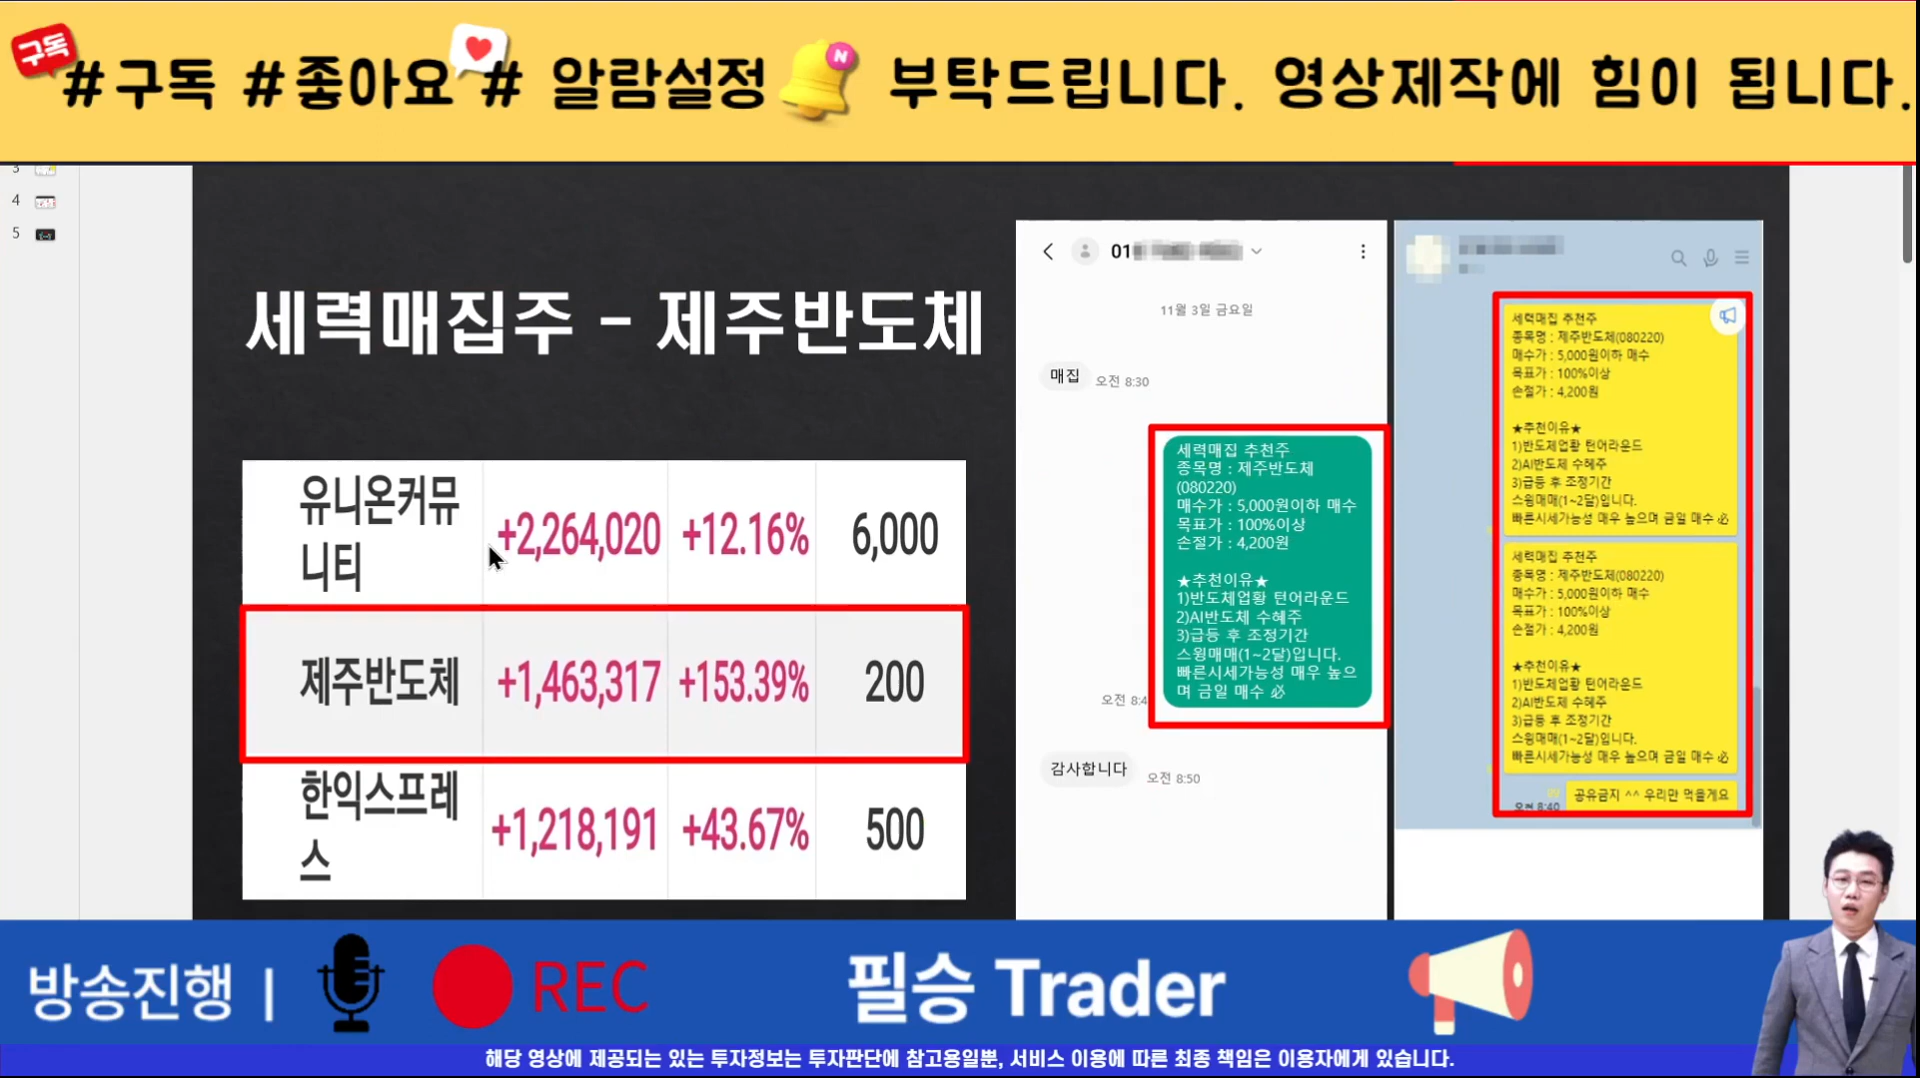 구독
#구독 #좋아요 # 알람설정 N 부탁드립니다. 영상제작에 힘이 됩니다.
3
4
5
세력매집주 - 제주반도체
유니온커뮤
니티
+2,264,020 +12.16% 6,000
제주반도체 +1,463,317 +153.39% 200
한익스프레
스
+1,218,191 +43.67% 500
01
11월 3일 금요일
매집 오전 8:30
세력매집 추천주
종목명 : 제주반도체
(080220)
매수가 : 5,000원이하 매수
목표가 : 100%이상
손절가 : 4,200원
★추천이유★
1)반도체업황 턴어라운드
2)AI반도체 수혜주
3)급등 후 조정기간
스윙매매(1~2달)입니다.
빠른시세가능성 매우 높으
며 금일 매수 必
오전 8:4
감사합니다 오전 8:50
세력매집 추천주
종목명 : 제주반도체(080220)
매수가 : 5,000원이하 매수
목표가 : 100%이상
손절가 : 4,200원
★추천이유★
1)반도체업황 턴어라운드
2)AI반도체 수혜주
3)급등 후 조정기간
스윙매매(1~2달)입니다.
빠른시세가능성 매우 높으며 금일 매수 必
세력매집 추천주
종목명 : 제주반도체(080220)
매수가 : 5,000원이하 매수
목표가 : 100%이상
손절가 : 4,200원
★추천이유★
1)반도체업황 턴어라운드
2)AI반도체 수혜주
3)급등 후 조정기간
스윙매매(1~2달)입니다.
빠른시세가능성 매우 높으며 금일 매수 必
오전 8:40 공유금지 ^^ 우리만 먹을게요
방송진행 | REC 필승 Trader
해당 영상에 제공되는 있는 투자정보는 투자판단에 참고용일뿐, 서비스 이용에 따른 최종 책임은 이용자에게 있습니다.